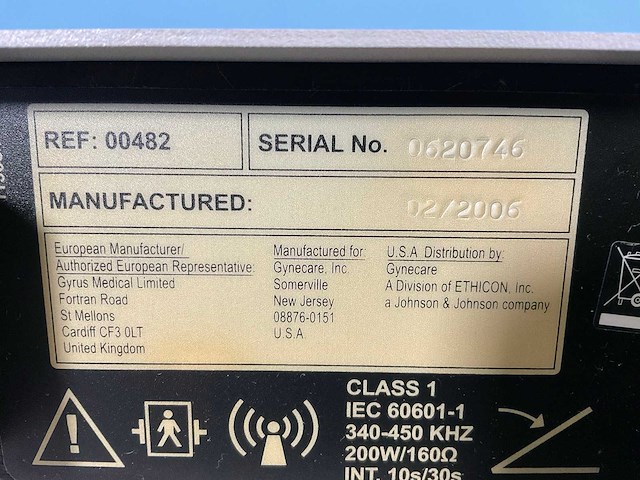 REF: 00482
SERIAL No. 0620746
MANUFACTURED: 02/2006
European Manufacturer/
Authorized European Representative:
Gyrus Medical Limited
Fortran Road
St Mellons
Cardiff CF3 0LT
United Kingdom
Manufactured for:
Gynecare, Inc.
Somerville
New Jersey
08876-0151
U.S.A.
U.S.A Distribution by:
Gynecare
A Division of ETHICON, Inc.
a Johnson & Johnson company
CLASS 1
IEC 60601-1
340-450 KHZ
200W/160Ω
INT. 10s/30s